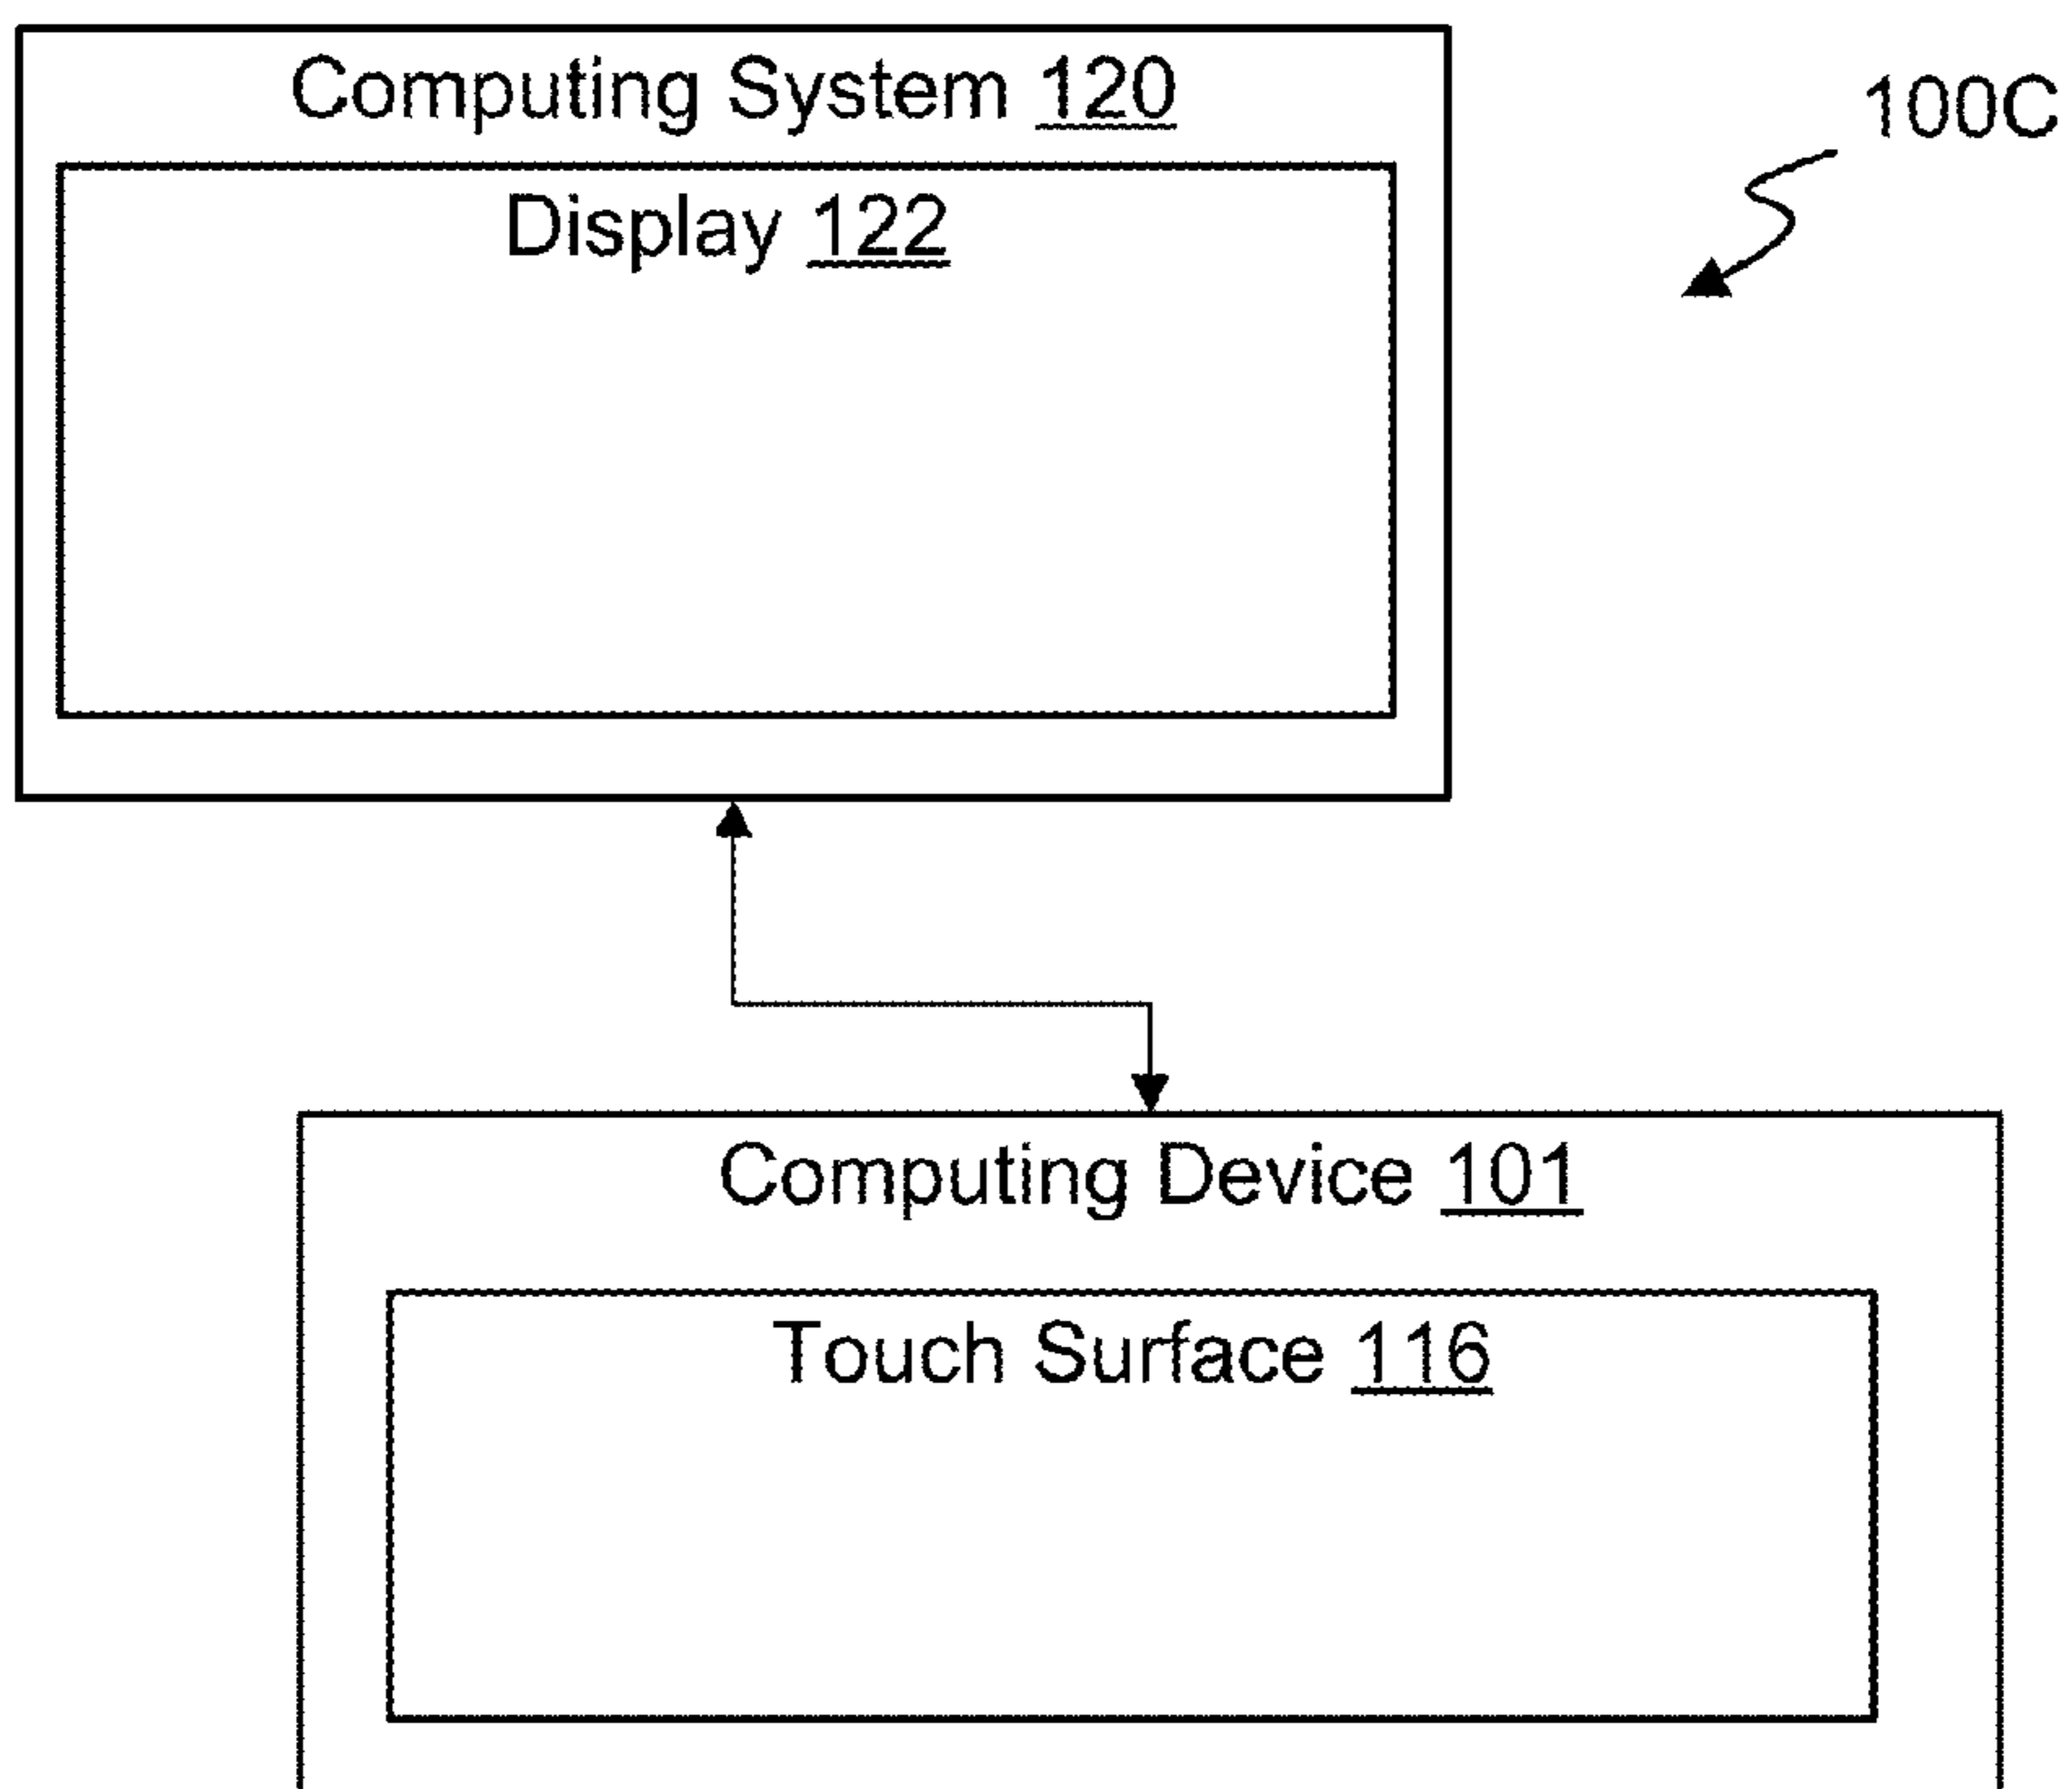 Computing System 120
100C
Display 122
Computing Device 101
Touch Surface 116